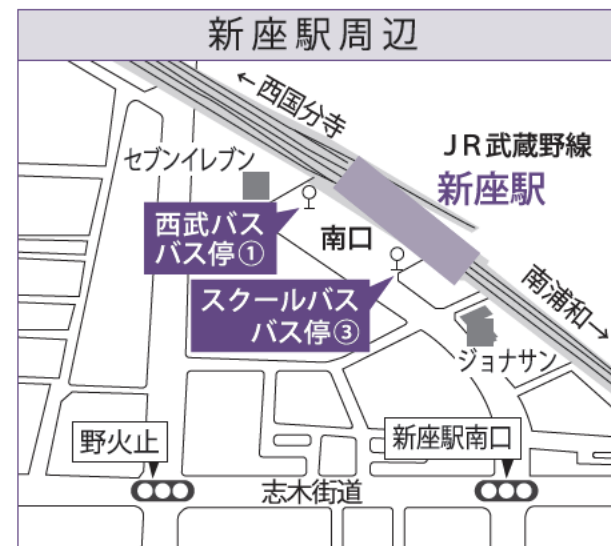 新座駅周辺
←西国分寺
セブンイレブン
JR武蔵野線
新座駅
西武バス
バス停①
南口
スクールバス
バス停③
南浦和→
ジョナサン
野火止
新座駅南口
志木街道